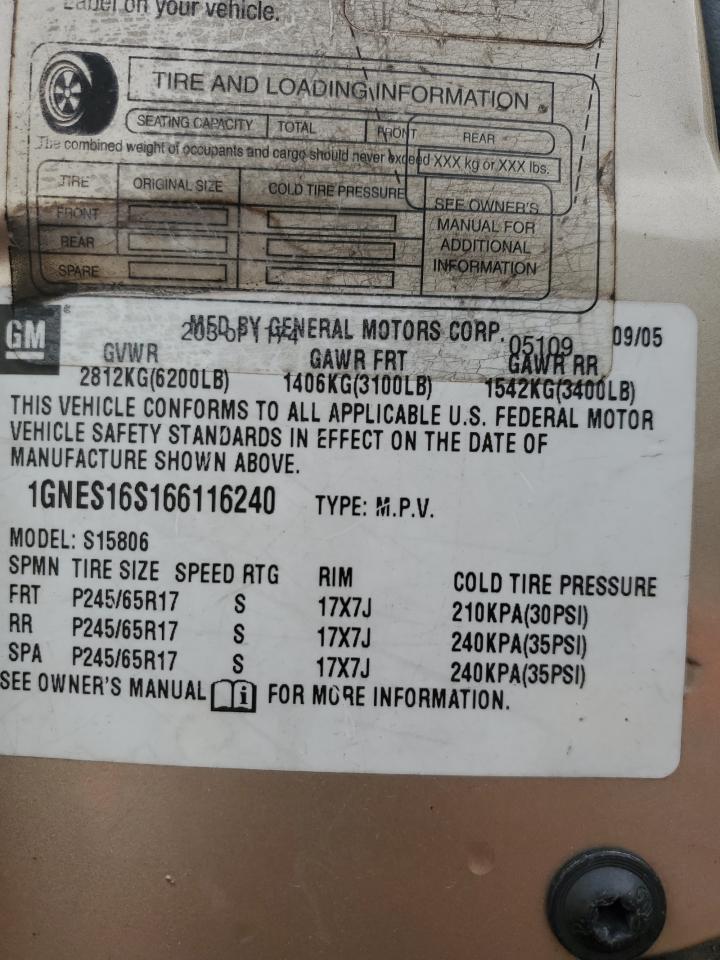 Label on your vehicle.
TIRE AND LOADING INFORMATION
SEATING CAPACITY TOTAL FRONT REAR
The combined weight of occupants and cargo should never exceed XXX kg or XXX lbs.
TIRE ORIGINAL SIZE COLD TIRE PRESSURE
FRONT
REAR
SPARE
SEE OWNER'S
MANUAL FOR
ADDITIONAL
INFORMATION
GM
MFD BY GENERAL MOTORS CORP. 09/05
05109
GVWR GAWR FRT GAWR RR
2812KG(6200LB) 1406KG(3100LB) 1542KG(3400LB)
THIS VEHICLE CONFORMS TO ALL APPLICABLE U.S. FEDERAL MOTOR
VEHICLE SAFETY STANDARDS IN EFFECT ON THE DATE OF
MANUFACTURE SHOWN ABOVE.
1GNES16S166116240 TYPE: M.P.V.
MODEL: S15806
SPMN TIRE SIZE SPEED RTG RIM COLD TIRE PRESSURE
FRT P245/65R17 S 17X7J 210KPA(30PSI)
RR P245/65R17 S 17X7J 240KPA(35PSI)
SPA P245/65R17 S 17X7J 240KPA(35PSI)
SEE OWNER'S MANUAL i FOR MORE INFORMATION.